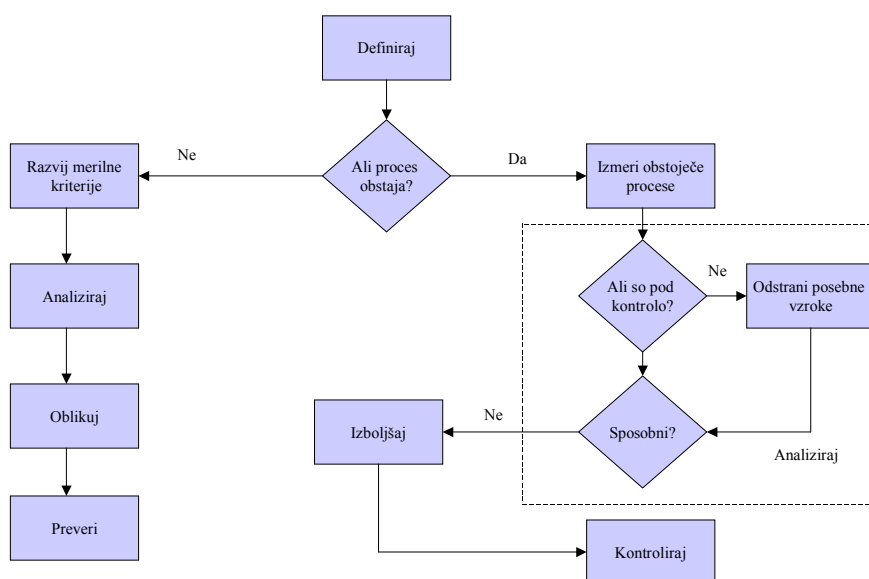 Definiraj
Ali proces
obstaja?
Ne
Da
Razvij merilne
kriterije
Izmeri obstoječe
procese
Analiziraj
Ali so pod
kontrolo?
Ne
Odstrani posebne
vzroke
Oblikuj
Izboljšaj
Ne
Sposobni?
Analiziraj
Preveri
Kontroliraj